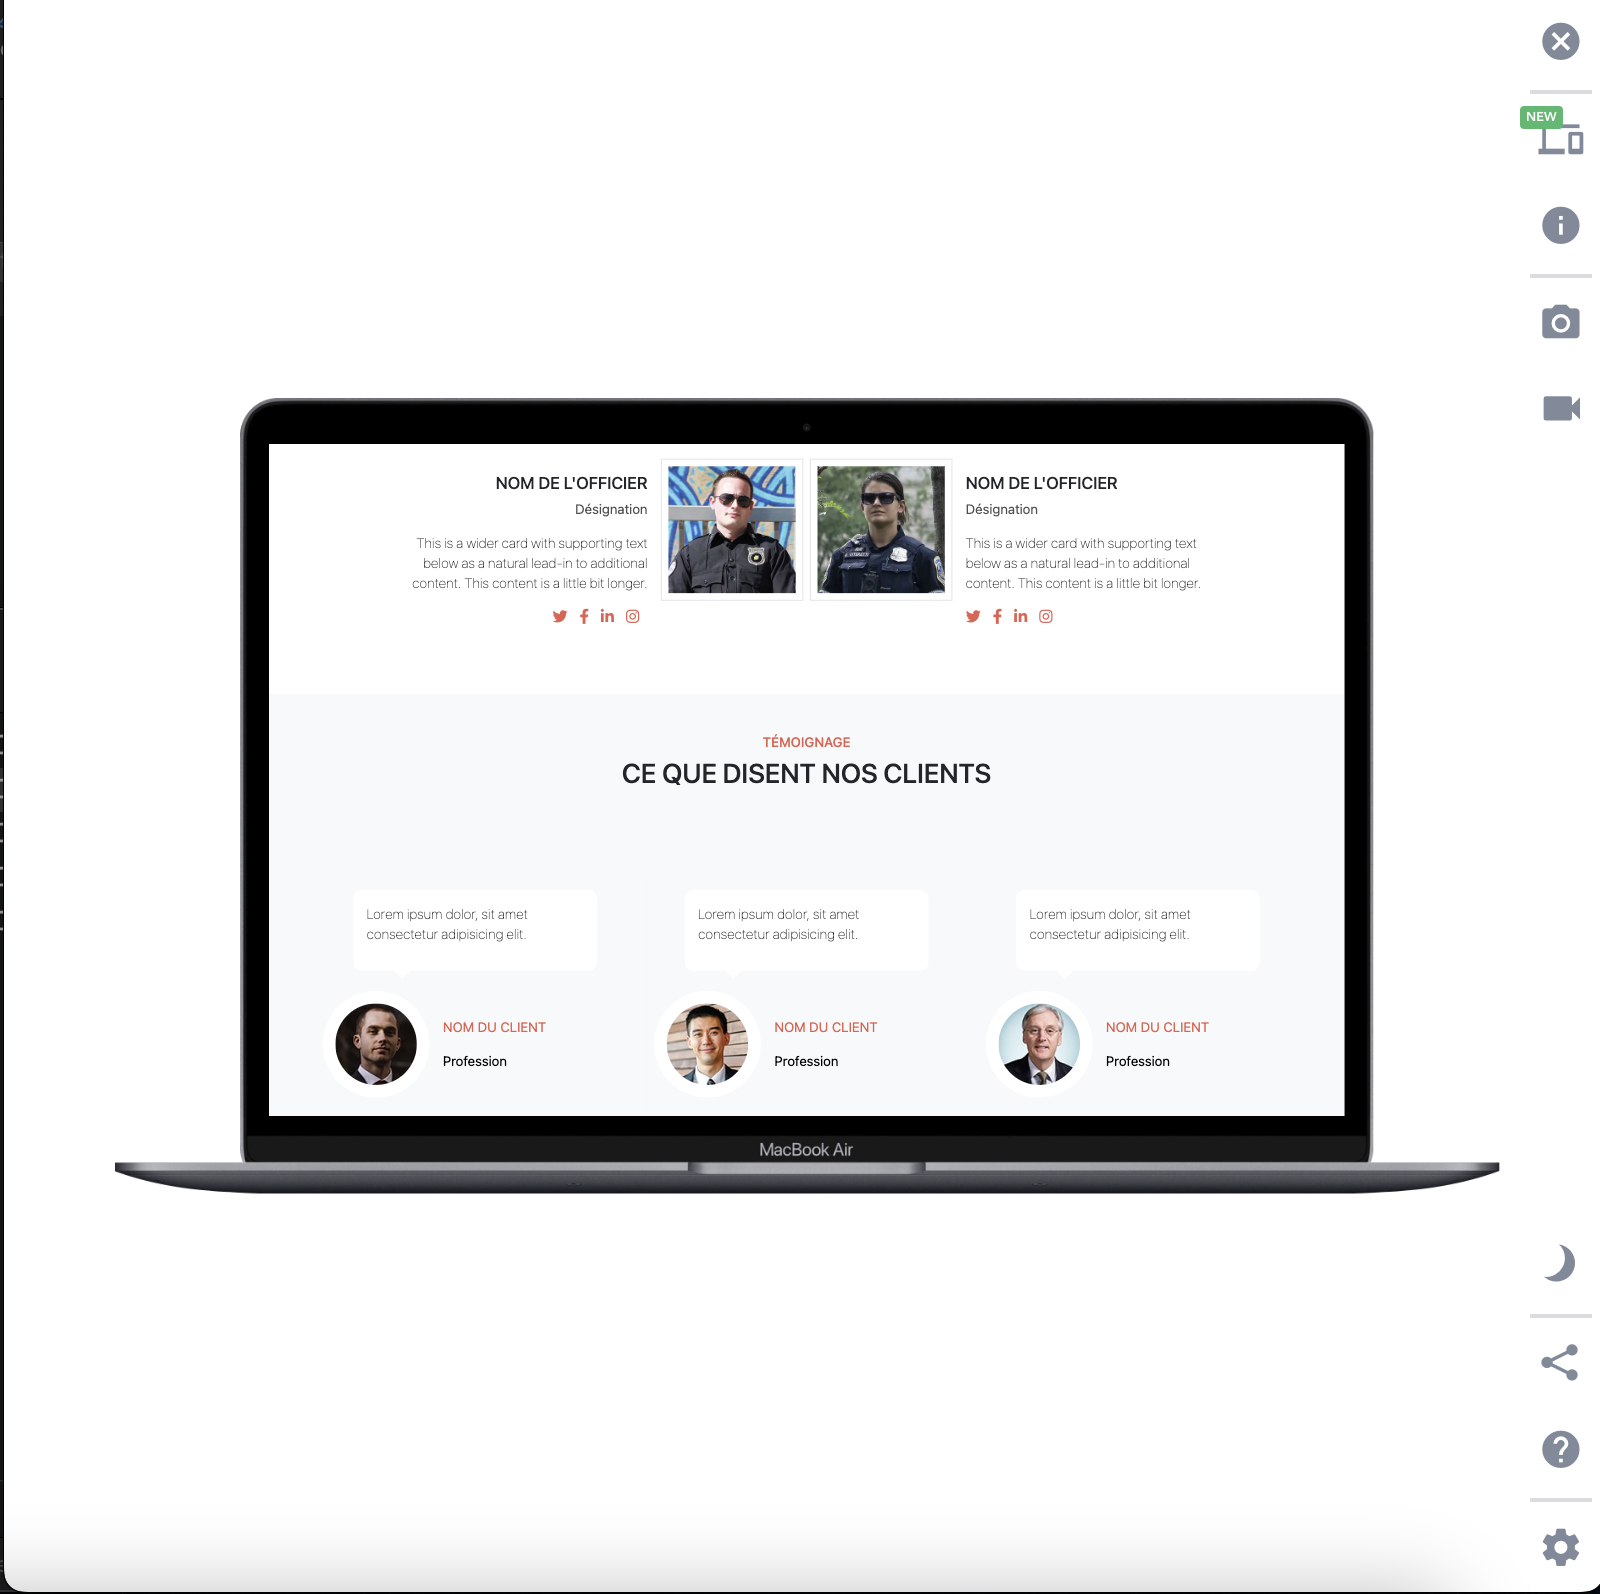 NEW
NOM DE L'OFFICIER
Désignation
This is a wider card with supporting text
below as a natural lead-in to additional
content. This content is a little bit longer.
NOM DE L'OFFICIER
Désignation
This is a wider card with supporting text
below as a natural lead-in to additional
content. This content is a little bit longer.
TÉMOIGNAGE
CE QUE DISENT NOS CLIENTS
Lorem ipsum dolor, sit amet
consectetur adipisicing elit.
NOM DU CLIENT
Profession
Lorem ipsum dolor, sit amet
consectetur adipisicing elit.
NOM DU CLIENT
Profession
Lorem ipsum dolor, sit amet
consectetur adipisicing elit.
NOM DU CLIENT
Profession
MacBook Air